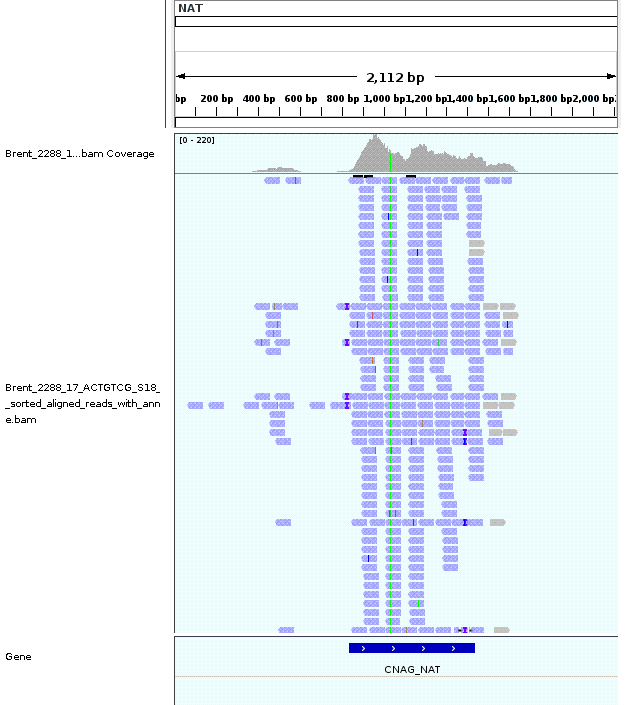 NAT
2,112 bp
bp 200 bp 400 bp 600 bp 800 bp 1,000 bp 1,200 bp 1,400 bp 1,600 bp 1,800 bp 2,000 bp 2,
[0 - 220]
Brent_2288_1...bam Coverage
Brent_2288_17_ACTGTCG_S18_
_sorted_aligned_reads_with_ann
e.bam
Gene
CNAG_NAT